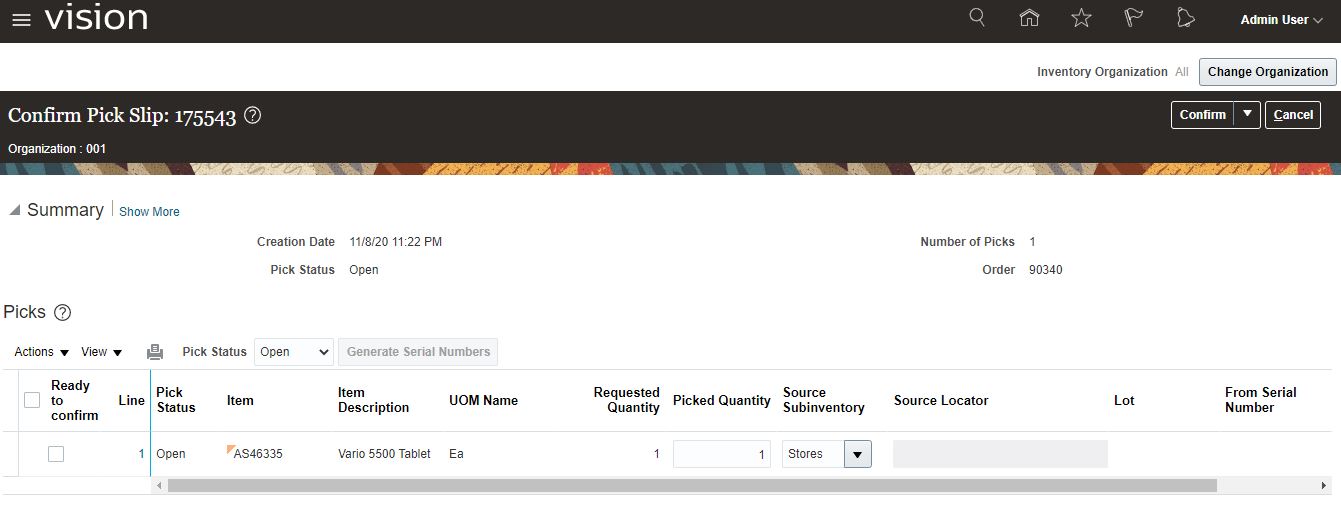 vision
Admin User
Inventory Organization All Change Organization
Confirm Pick Slip: 175543
Confirm Cancel
Organization : 001
Summary Show More
Creation Date 11/8/20 11:22 PM Number of Picks 1
Pick Status Open Order 90340
Picks
Actions View Pick Status Open Generate Serial Numbers
Ready to confirm Line Pick Status Item Item Description UOM Name Requested Quantity Picked Quantity Source Subinventory Source Locator Lot From Serial Number
1 Open AS46335 Vario 5500 Tablet Ea 1 1 Stores